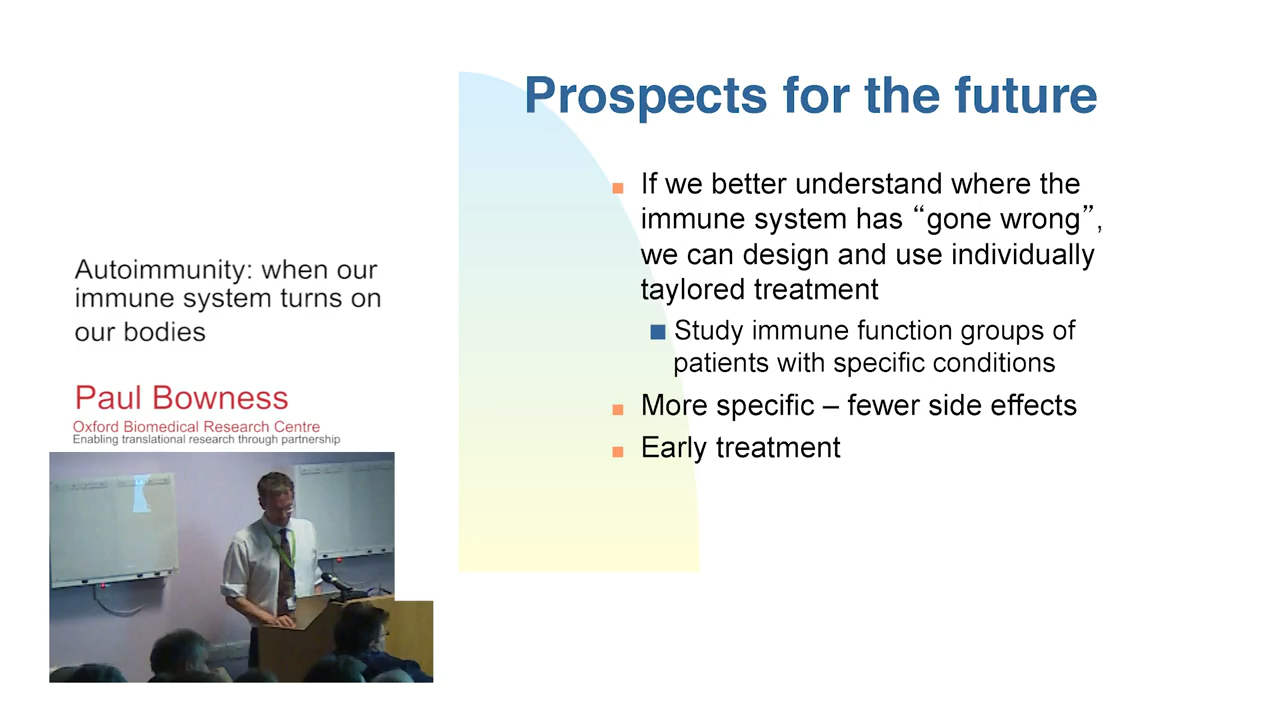 Prospects for the future
If we better understand where the
immune system has “gone wrong”,
we can design and use individually
taylored treatment
Study immune function groups of
patients with specific conditions
More specific – fewer side effects
Early treatment
Autoimmunity: when our
immune system turns on
our bodies
Paul Bowness
Oxford Biomedical Research Centre
Enabling translational research through partnership